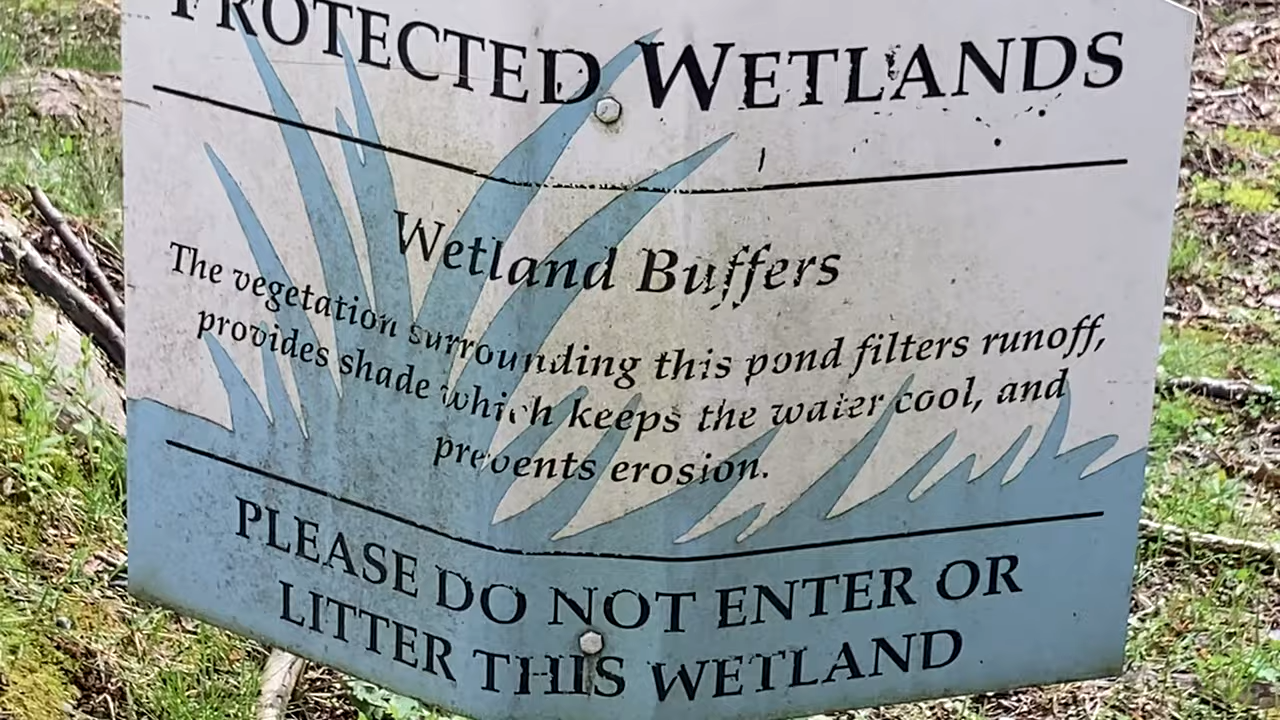 PROTECTED WETLANDS
Wetland Buffers
The vegetation surrounding this pond filters runoff,
provides shade which keeps the water cool, and
prevents erosion.
PLEASE DO NOT ENTER OR
LITTER THIS WETLAND